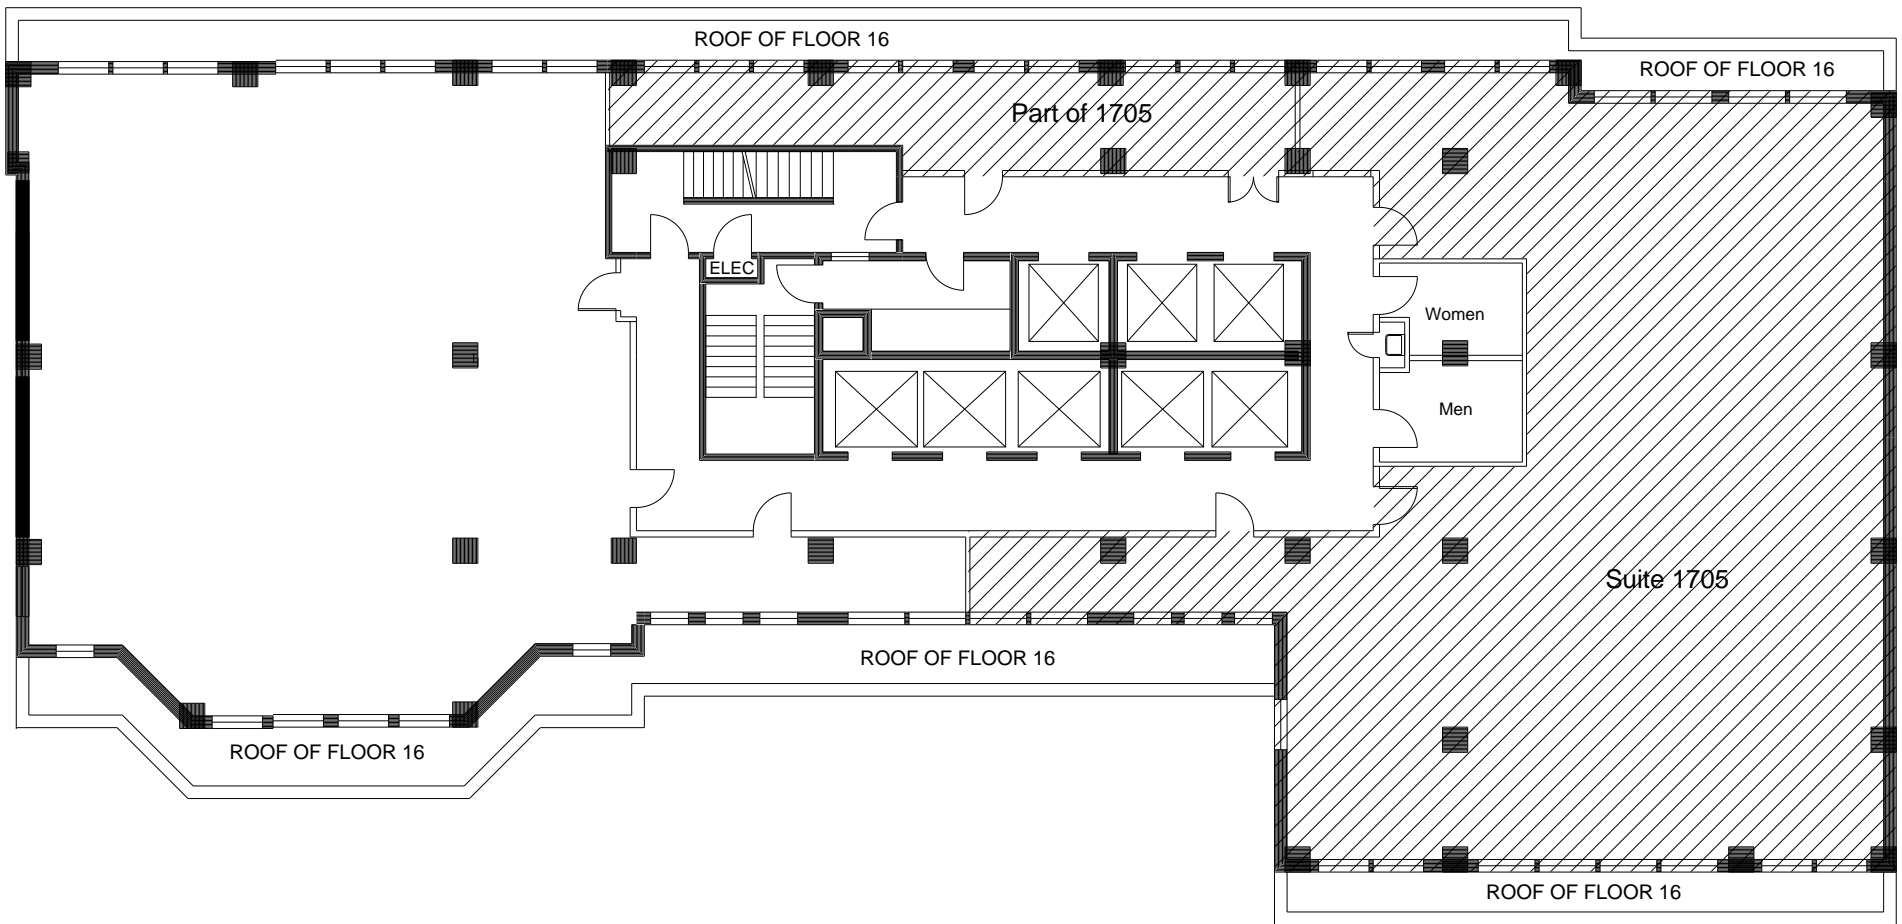 ROOF OF FLOOR 16
ROOF OF FLOOR 16
Part of 1705
ELEC
Women
Men
Suite 1705
ROOF OF FLOOR 16
ROOF OF FLOOR 16
ROOF OF FLOOR 16